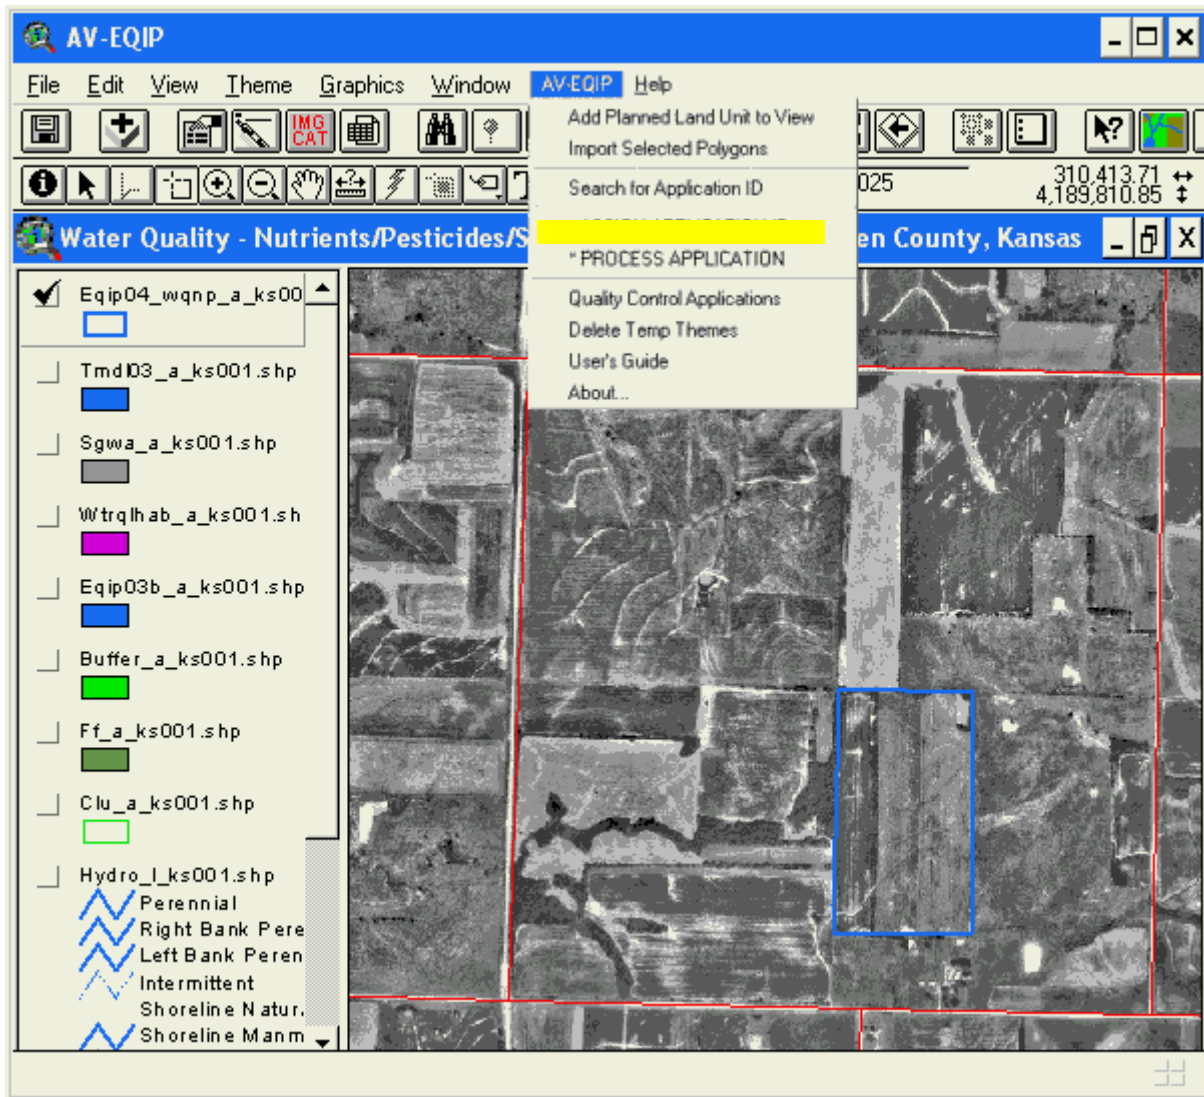 AV-EQIP
File Edit View Theme Graphics Window AV-EQIP Help
IMG
CAT
Add Planned Land Unit to View
Import Selected Polygons
Search for Application ID
* PROCESS APPLICATION
Quality Control Applications
Delete Temp Themes
User's Guide
About...
025
310,413.71
4,189,810.85
Water Quality - Nutrients/Pesticides/S
en County, Kansas
Eqip04_wqnp_a_ks00
Tmdl03_a_ks001.shp
Sgwa_a_ks001.shp
Wtrqlhab_a_ks001.sh
Eqip03b_a_ks001.shp
Buffer_a_ks001.shp
Ff_a_ks001.shp
Clu_a_ks001.shp
Hydro_l_ks001.shp
Perennial
Right Bank Pere
Left Bank Peren
Intermittent
Shoreline Natur.
Shoreline Manm